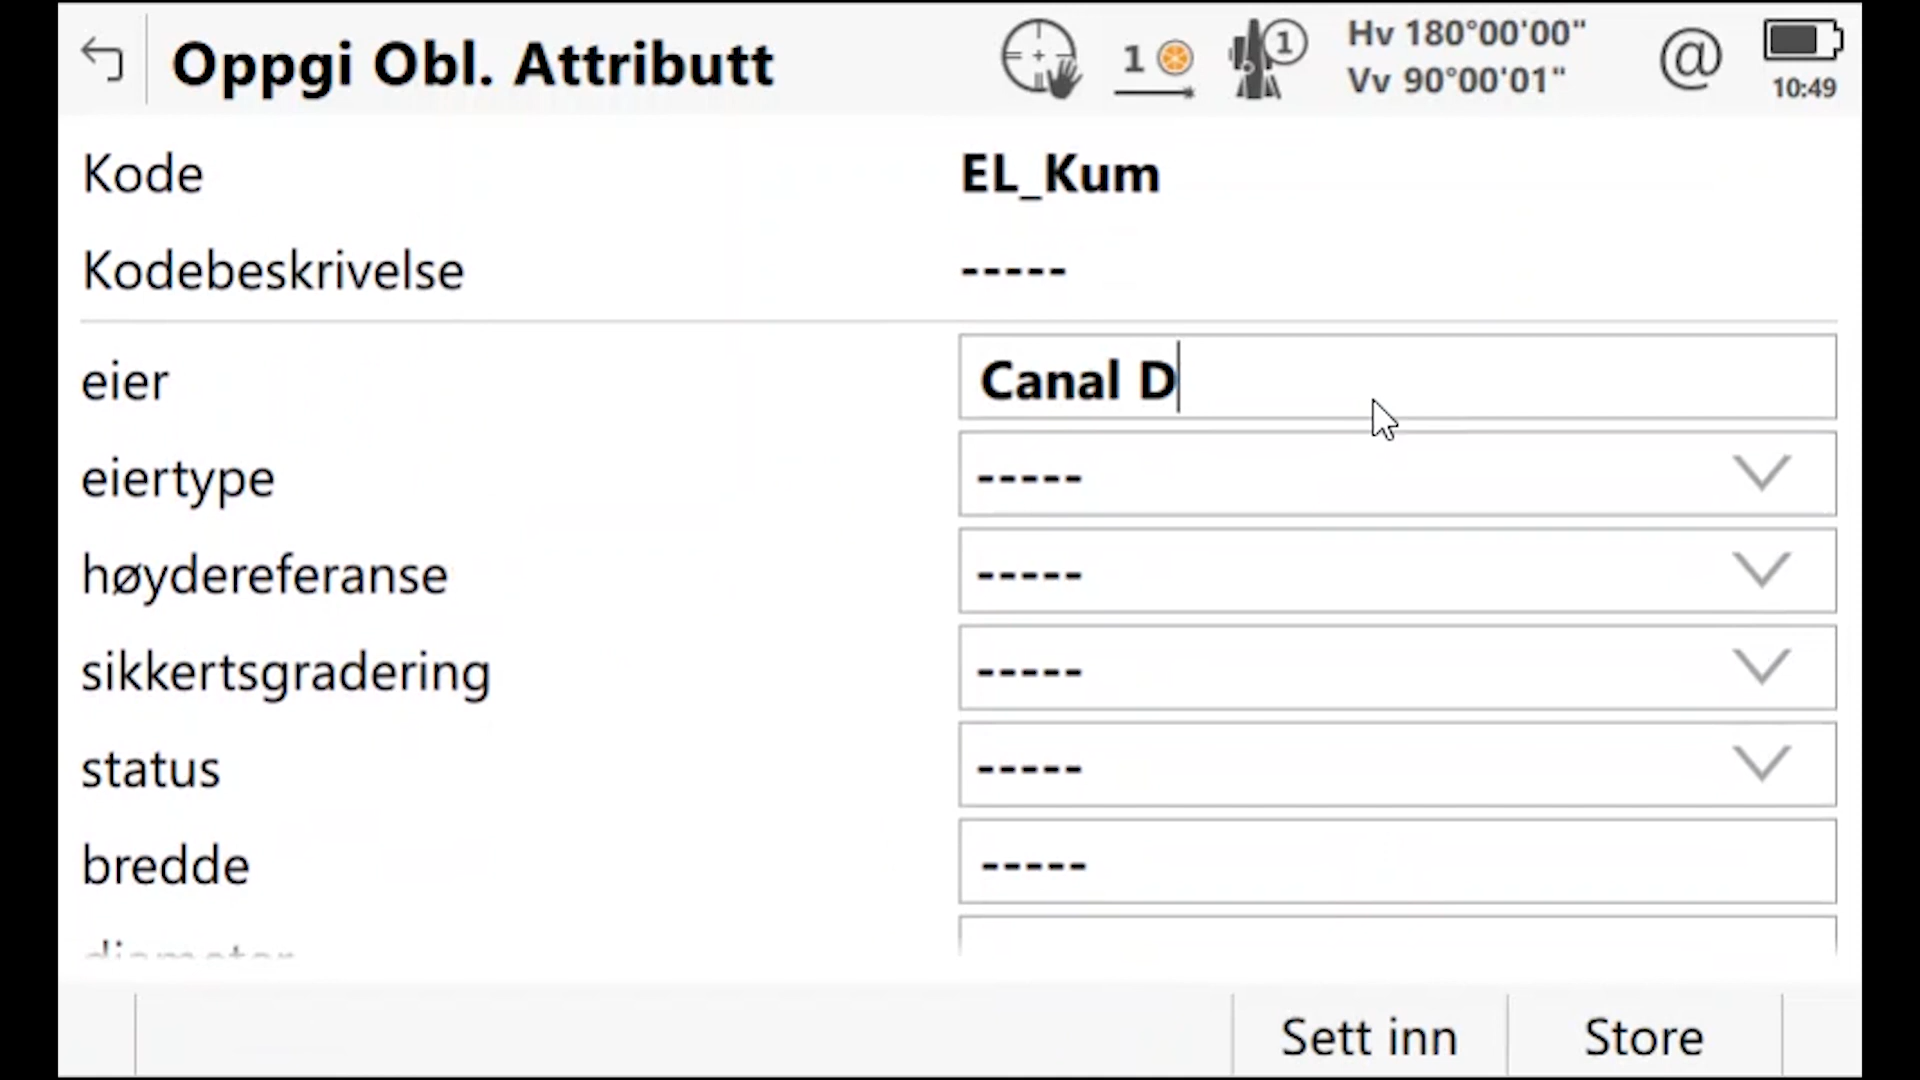 Oppgi Obl. Attributt
1
1
Hv 180°00'00"
Vv 90°00'01"
@
10:49
Kode EL_Kum
Kodebeskrivelse -----
eier Canal D
eiertype -----
høydereferanse -----
sikkertsgradering -----
status -----
bredde -----
Sett inn Store